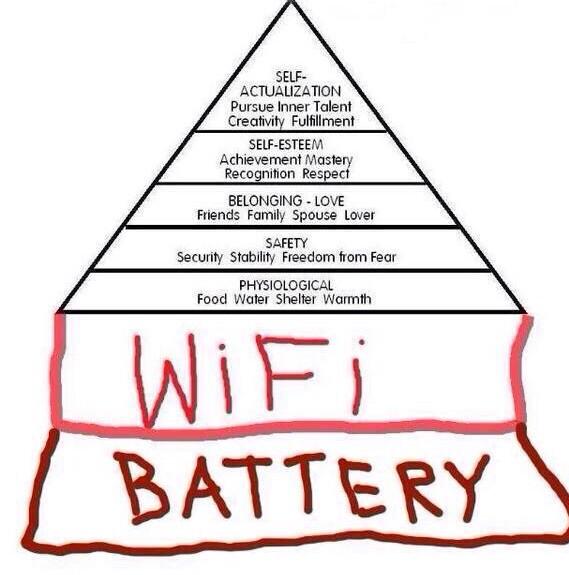 SELF-
ACTUALIZATION
Pursue Inner Talent
Creativity Fulfillment
SELF-ESTEEM
Achievement Mastery
Recognition Respect
BELONGING - LOVE
Friends Family Spouse Lover
SAFETY
Security Stability Freedom from Fear
PHYSIOLOGICAL
Food Water Shelter Warmth
WiFi
BATTERY